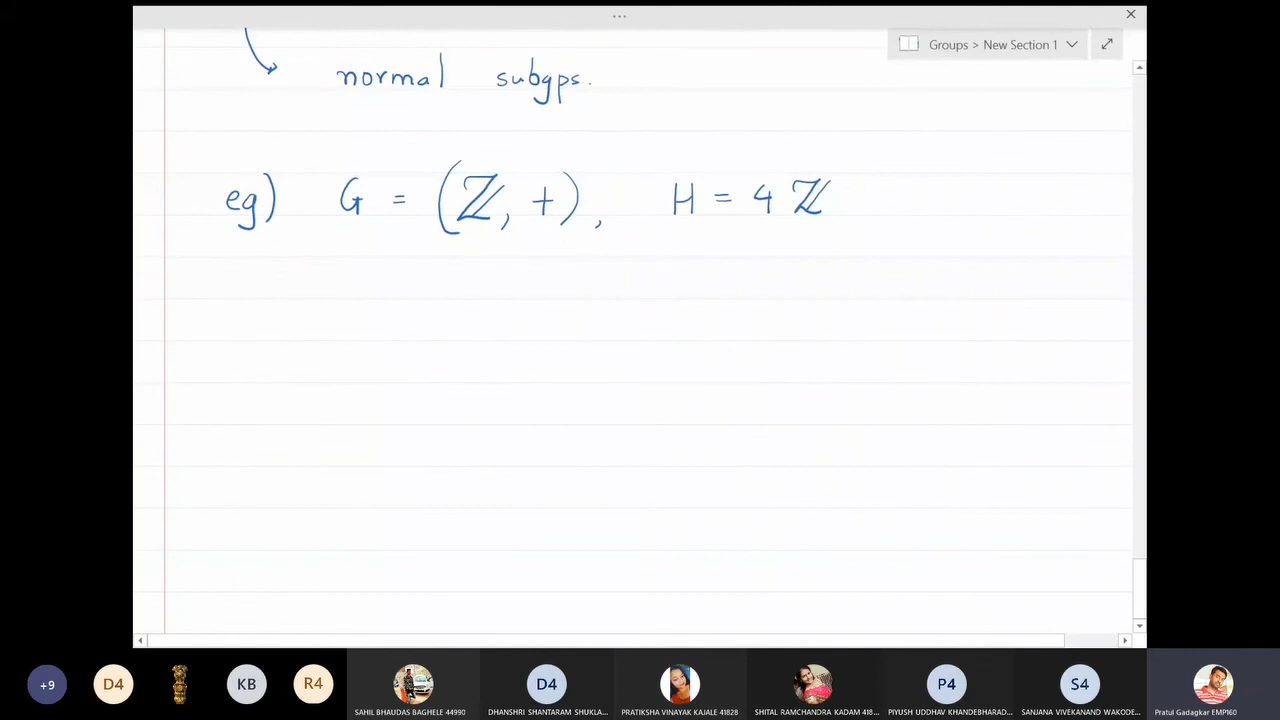 Groups > New Section 1
normal subgps.
eg) G = (ℤ, +), H = 4ℤ
+9
D4
KB
R4
SAHIL BHAUDAS BAGHELE 44990
D4
DHANSHRI SHANTARAM SHUKLA...
PRATIKSHA VINAYAK KAJALE 41828
SHITAL RAMCHANDRA KADAM 418...
P4
PIYUSH UDDHAV KHANDEBHARAD...
S4
SANJANA VIVEKANAND WAKODE...
Pratul Gadagkar EMP160